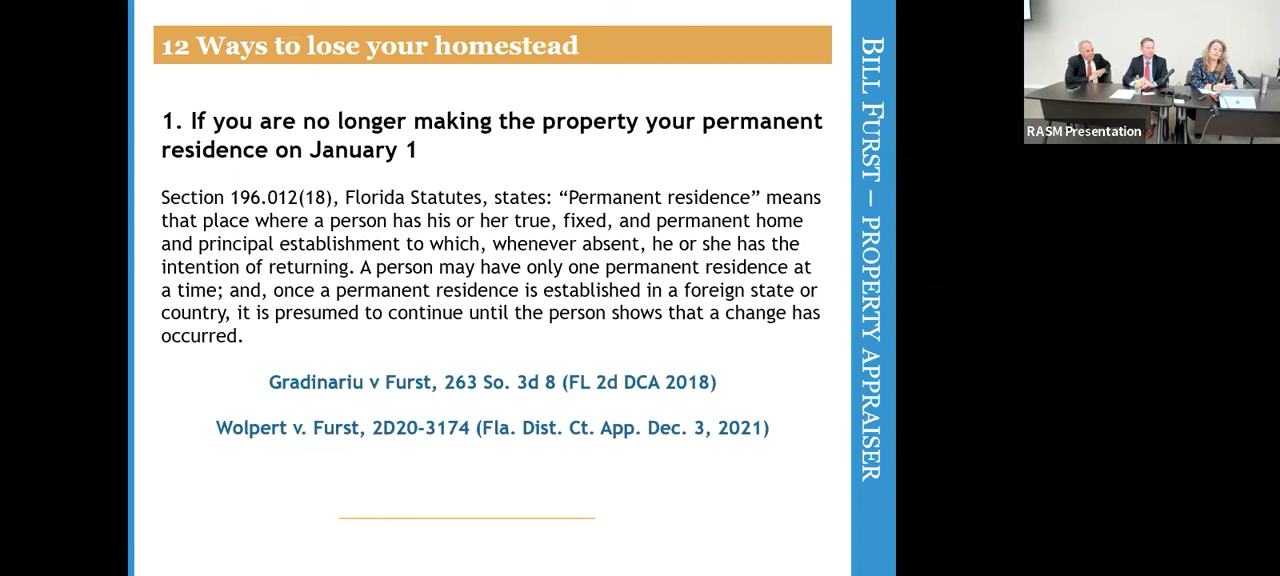 12 Ways to lose your homestead
1. If you are no longer making the property your permanent
residence on January 1
Section 196.012(18), Florida Statutes, states: “Permanent residence” means
that place where a person has his or her true, fixed, and permanent home
and principal establishment to which, whenever absent, he or she has the
intention of returning. A person may have only one permanent residence at
a time; and, once a permanent residence is established in a foreign state or
country, it is presumed to continue until the person shows that a change has
occurred.
Gradinariu v Furst, 263 So. 3d 8 (FL 2d DCA 2018)
Wolpert v. Furst, 2D20-3174 (Fla. Dist. Ct. App. Dec. 3, 2021)
BILL FURST – PROPERTY APPRAISER
RASM Presentation